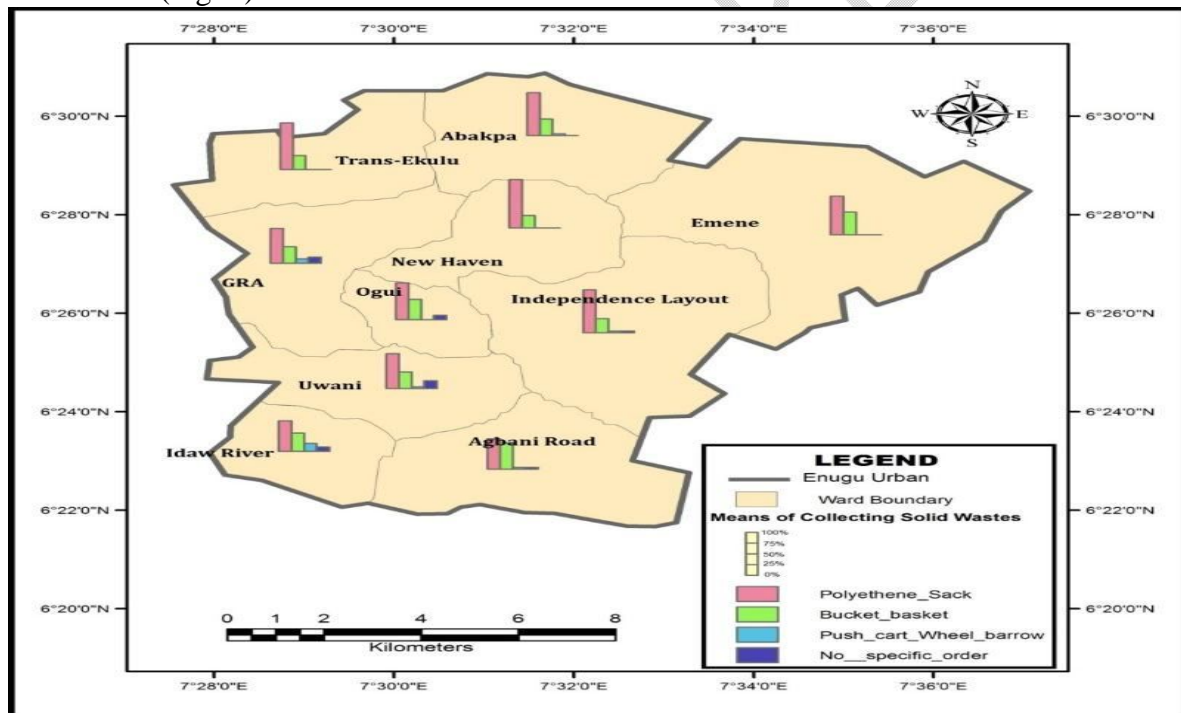 7°28'0"E 7°30'0"E 7°32'0"E 7°34'0"E 7°36'0"E
N
W E
S
6°30'0"N 6°30'0"N
Abakpa
Trans-Ekulu
6°28'0"N 6°28'0"N
Emene
New Haven
GRA
Ogui
Independence Layout
6°26'0"N 6°26'0"N
Uwani
6°24'0"N 6°24'0"N
Agbani Road
Idaw River
6°22'0"N 6°22'0"N
6°20'0"N 6°20'0"N
LEGEND
Enugu Urban
Ward Boundary
Means of Collecting Solid Wastes
100%
75%
50%
25%
0%
Polyethene_Sack
Bucket_basket
Push_cart_Wheel_barrow
No__specific_order
0 1 2 4 6 8
Kilometers
7°28'0"E 7°30'0"E 7°32'0"E 7°34'0"E 7°36'0"E